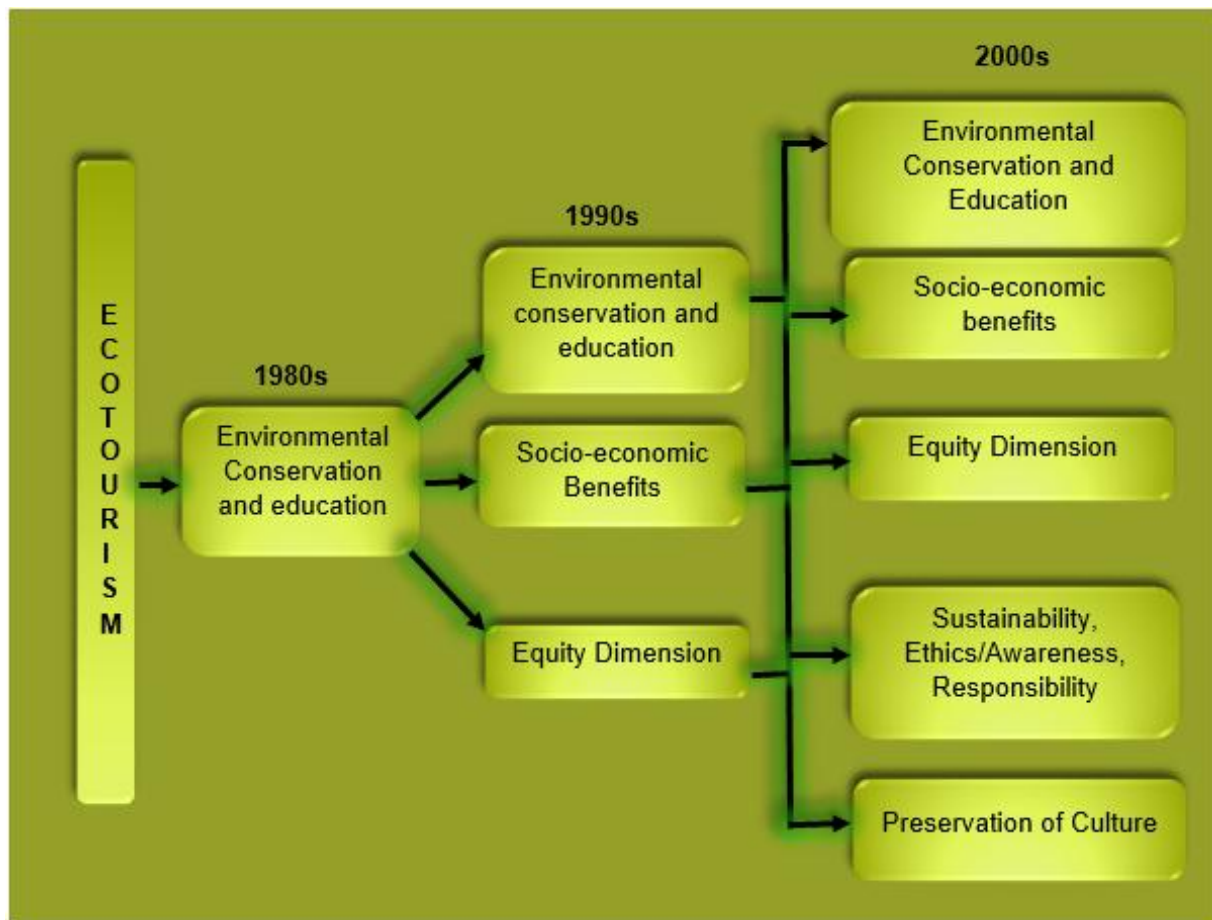 E
C
O
T
O
U
R
I
S
M
1980s
Environmental
Conservation
and education
1990s
Environmental
conservation and
education
Socio-economic
Benefits
Equity Dimension
2000s
Environmental
Conservation and
Education
Socio-economic
benefits
Equity Dimension
Sustainability,
Ethics/Awareness,
Responsibility
Preservation of Culture